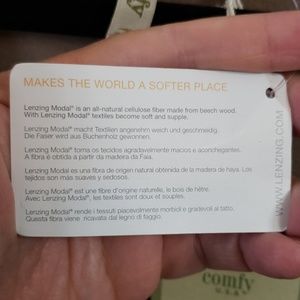 MAKES THE WORLD A SOFTER PLACE
Lenzing Modal® is an all-natural cellulose fiber made from beech wood.
With Lenzing Modal® textiles become soft and supple.
Lenzing Modal® macht Textilien angenehm weich und geschmeidig.
Die Faser wird aus Buchenholz gewonnen.
Lenzing Modal® torna os tecidos agradavelmente macios e aconchegantes.
A fibra é obtida a partir da madeira da Faia.
Lenzing Modal es una fibra de origen natural obtenida de la madera de haya. Los
tejidos son más suaves y sedosos.
Lenzing Modal® est une fibre d'origine naturelle, le bois de hêtre.
Avec Lenzing Modal®, les textiles sont doux et souples.
Lenzing Modal® rende i tessuti piacevolmente morbidi e gradevoli al tatto.
Questa fibra viene ricavata dal legno di faggio.
WWW.LENZING.COM
comfy
U.S.A.